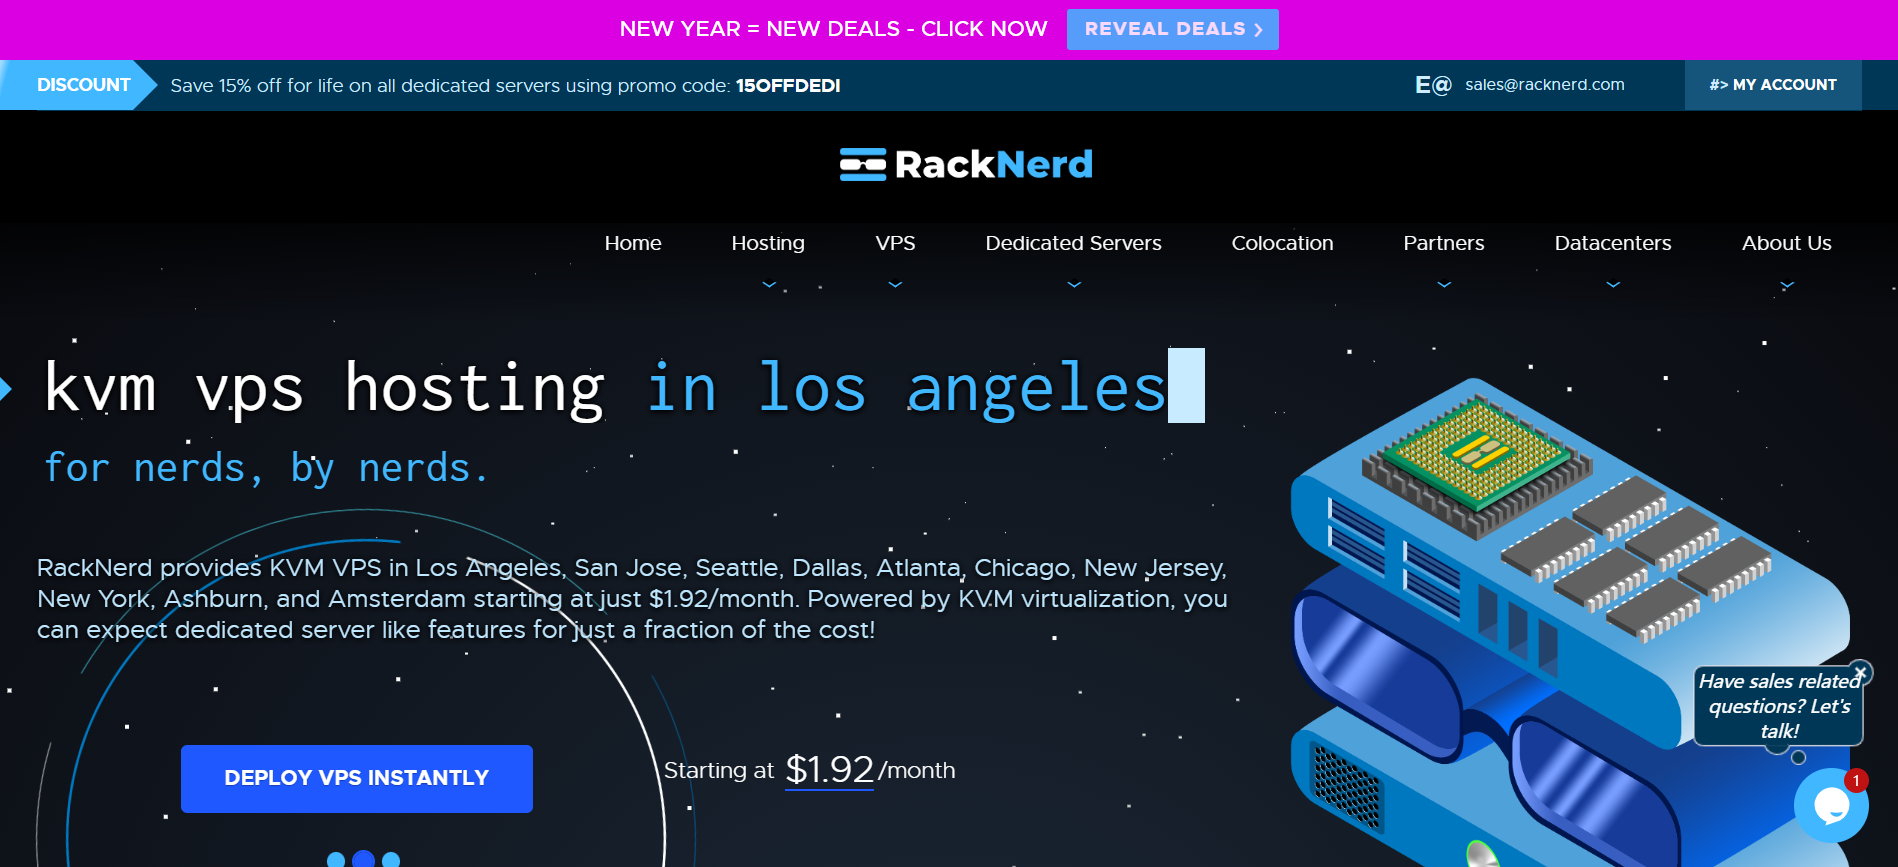 NEW YEAR = NEW DEALS - CLICK NOW REVEAL DEALS
DISCOUNT Save 15% off for life on all dedicated servers using promo code: 15OFFDEDI E@ sales@racknerd.com #> MY ACCOUNT
RackNerd
Home Hosting VPS Dedicated Servers Colocation Partners Datacenters About Us
kvm vps hosting in los angeles
for nerds, by nerds.
RackNerd provides KVM VPS in Los Angeles, San Jose, Seattle, Dallas, Atlanta, Chicago, New Jersey,
New York, Ashburn, and Amsterdam starting at just $1.92/month. Powered by KVM virtualization, you
can expect dedicated server like features for just a fraction of the cost!
Have sales related
questions? Let's
talk!
DEPLOY VPS INSTANTLY Starting at $1.92/month
1